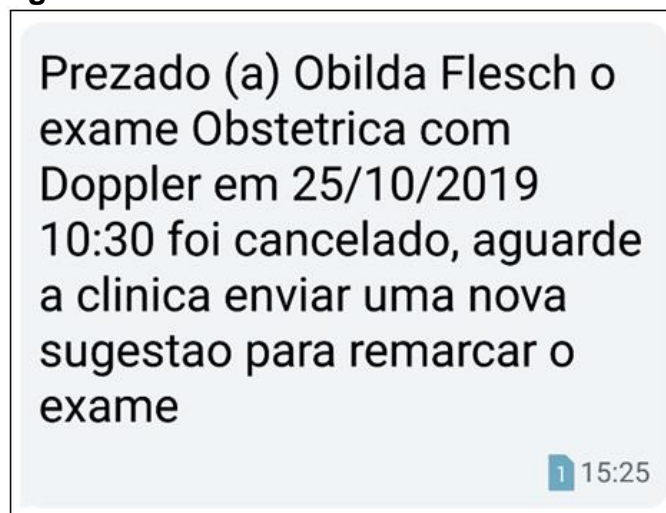 Prezado (a) Obilda Flesch o
exame Obstetrica com
Doppler em 25/10/2019
10:30 foi cancelado, aguarde
a clinica enviar uma nova
sugestao para remarcar o
exame
1 15:25